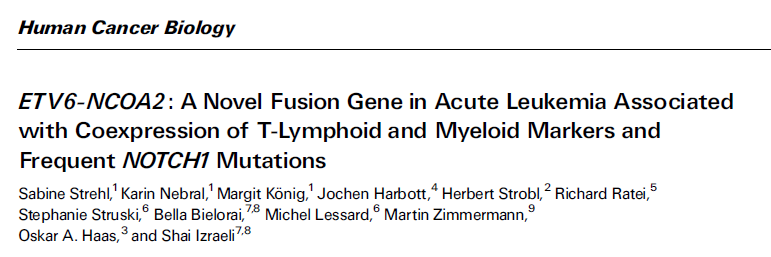 Human Cancer Biology
ETV6-NCOA2: A Novel Fusion Gene in Acute Leukemia Associated
with Coexpression of T-Lymphoid and Myeloid Markers and
Frequent NOTCH1 Mutations
Sabine Strehl,1 Karin Nebral,1 Margit König,1 Jochen Harbott,4 Herbert Strobl,2 Richard Ratei,5
Stephanie Struski,6 Bella Bielorai,7,8 Michel Lessard,6 Martin Zimmermann,9
Oskar A. Haas,3 and Shai Izraeli7,8